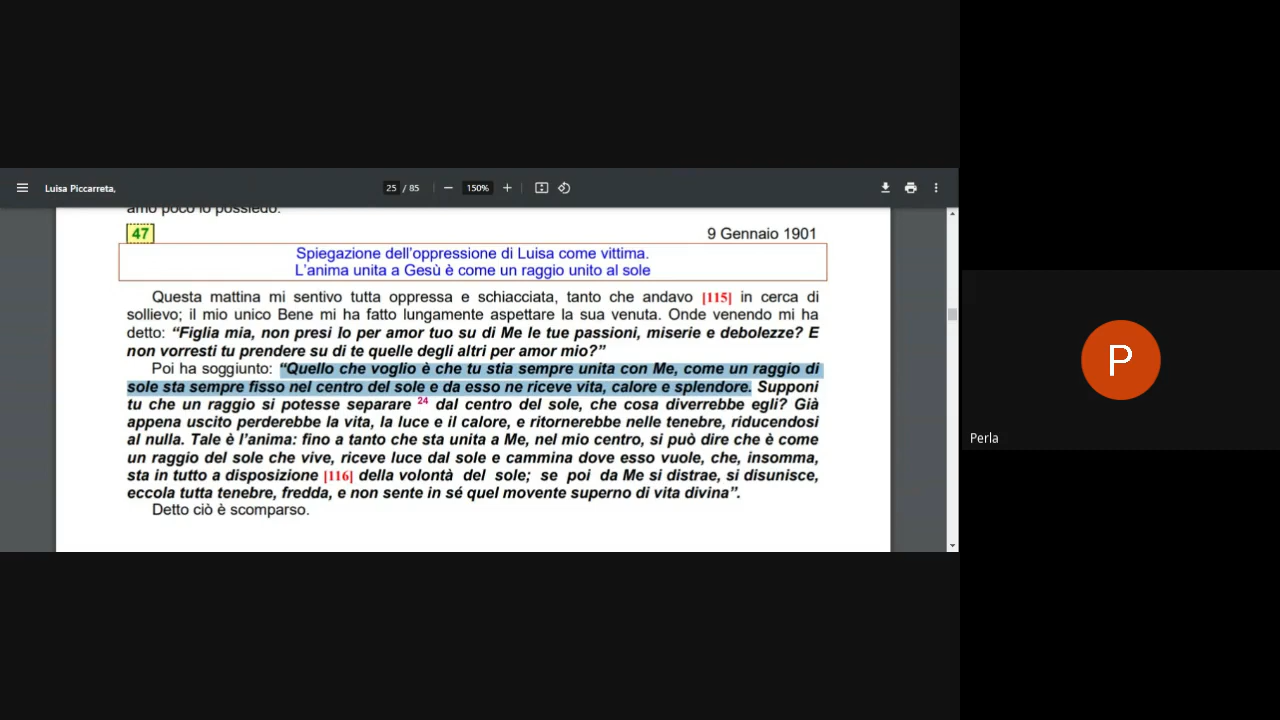 Luisa Piccarreta,
25 / 85
150%
amo poco io possiedo.
47
9 Gennaio 1901
Spiegazione dell'oppressione di Luisa come vittima.
L'anima unita a Gesù è come un raggio unito al sole
Questa mattina mi sentivo tutta oppressa e schiacciata, tanto che andavo [115] in cerca di
sollievo; il mio unico Bene mi ha fatto lungamente aspettare la sua venuta. Onde venendo mi ha
detto: “Figlia mia, non presi Io per amor tuo su di Me le tue passioni, miserie e debolezze? E
non vorresti tu prendere su di te quelle degli altri per amor mio?”
Poi ha soggiunto: “Quello che voglio è che tu stia sempre unita con Me, come un raggio di
sole sta sempre fisso nel centro del sole e da esso ne riceve vita, calore e splendore. Supponi
tu che un raggio si potesse separare 24 dal centro del sole, che cosa diverrebbe egli? Già
appena uscito perderebbe la vita, la luce e il calore, e ritornerebbe nelle tenebre, riducendosi
al nulla. Tale è l'anima: fino a tanto che sta unita a Me, nel mio centro, si può dire che è come
un raggio del sole che vive, riceve luce dal sole e cammina dove esso vuole, che, insomma,
sta in tutto a disposizione [116] della volontà del sole; se poi da Me si distrae, si disunisce,
eccola tutta tenebre, fredda, e non sente in sé quel movente superno di vita divina”.
Detto ciò è scomparso.
P
Perla